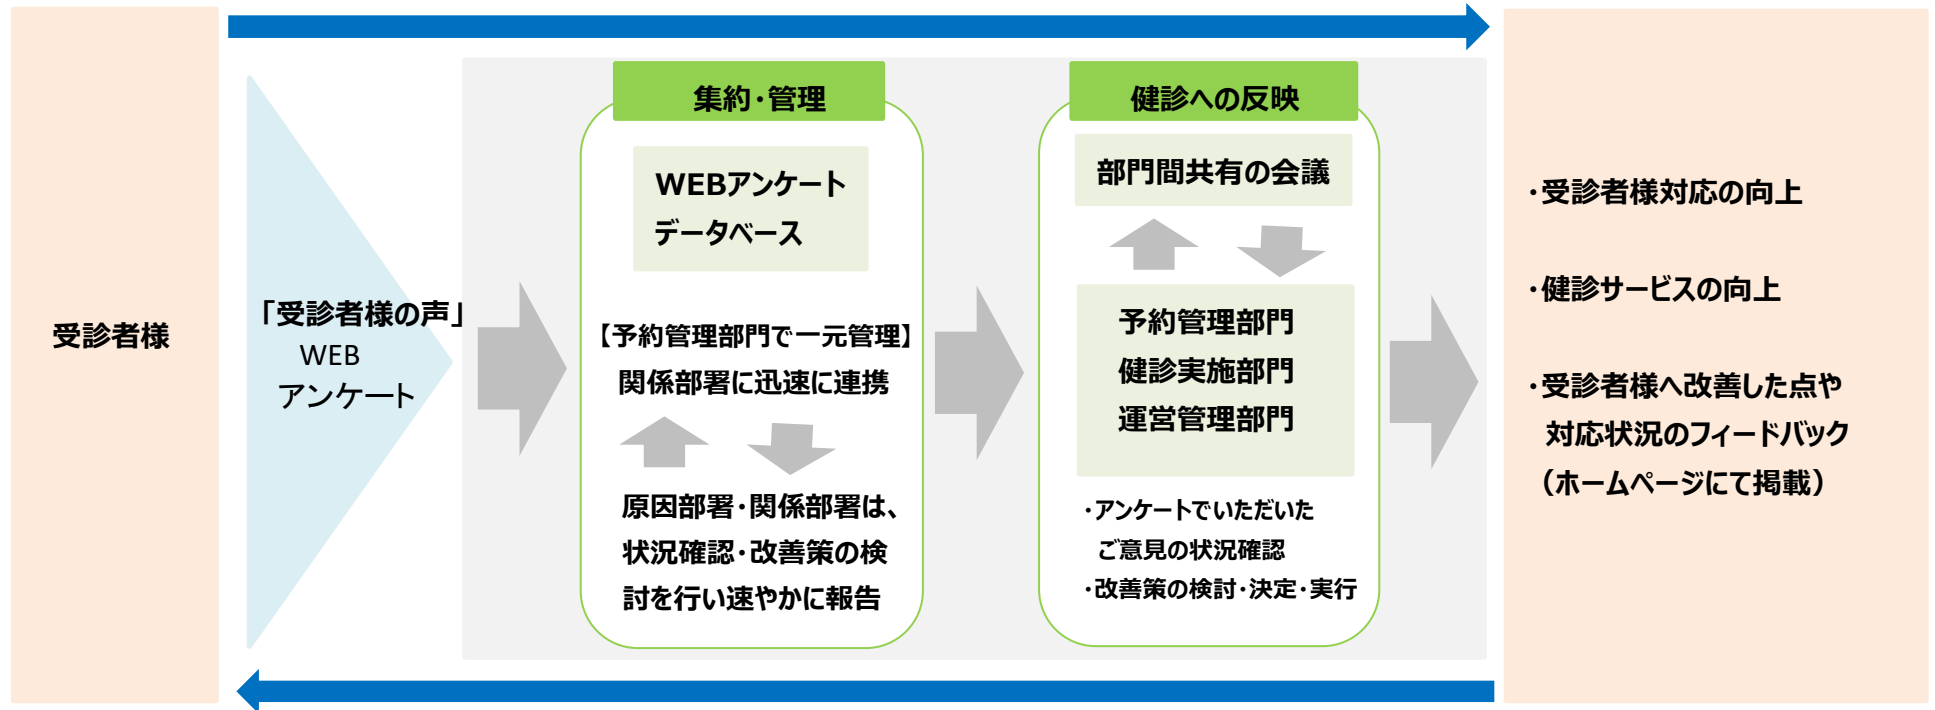 受診者様
「受診者様の声」
WEB
アンケート
集約・管理
WEBアンケート
データベース
【予約管理部門で一元管理】
関係部署に迅速に連携
原因部署・関係部署は、
状況確認・改善策の検
討を行い速やかに報告
健診への反映
部門間共有の会議
予約管理部門
健診実施部門
運営管理部門
・アンケートでいただいた
ご意見の状況確認
・改善策の検討・決定・実行
・受診者様対応の向上
・健診サービスの向上
・受診者様へ改善した点や
対応状況のフィードバック
（ホームページにて掲載）